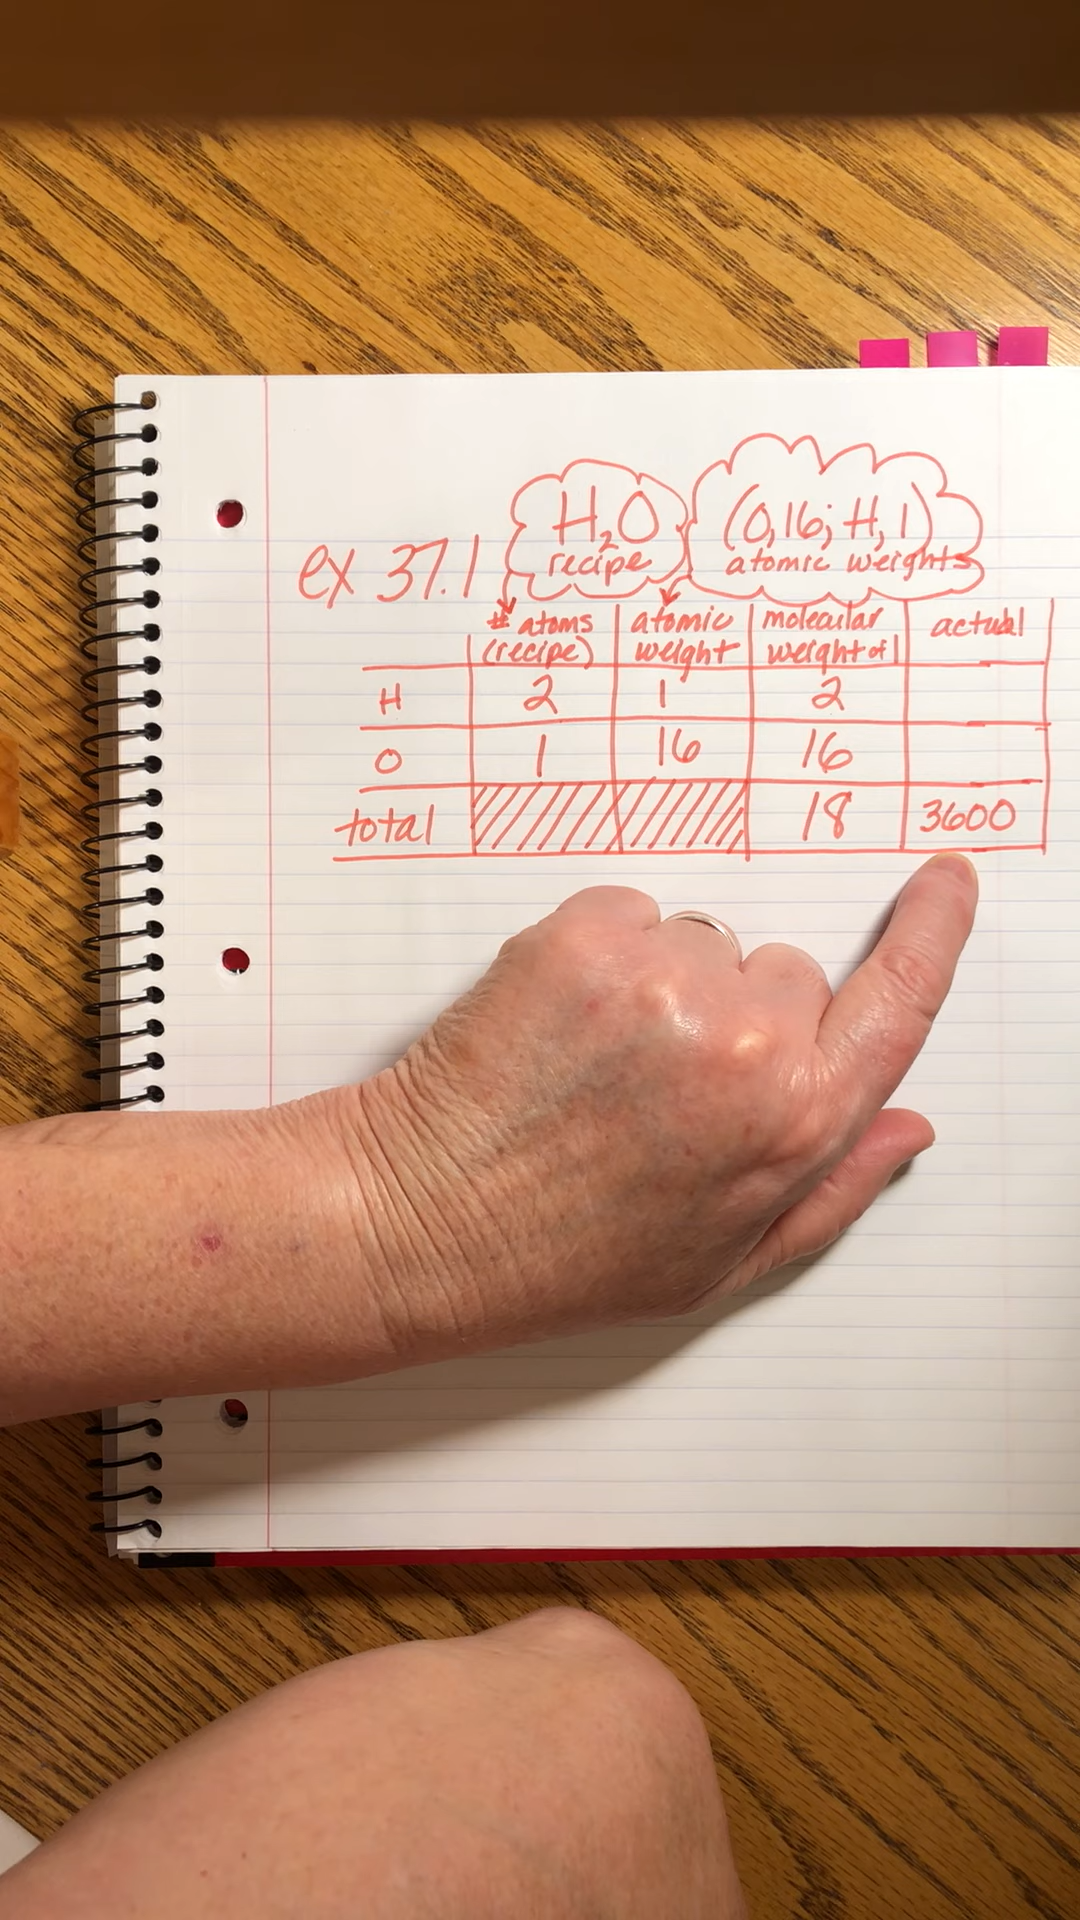 ex 37.1
H₂O
recipe
(O,16; H, 1)
atomic weights
# atoms (recipe) atomic weight molecular weight of 1 actual
H 2 1 2
O 1 16 16
total 18 3600